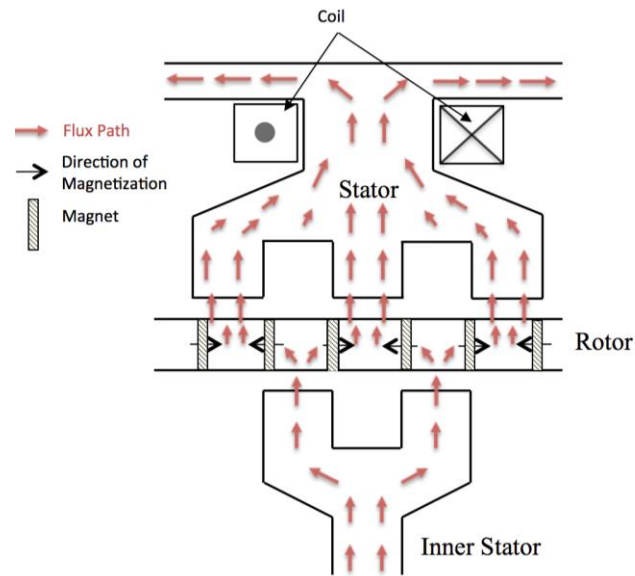 Coil
Flux Path
Direction of
Magnetization
Magnet
Stator
Rotor
Inner Stator